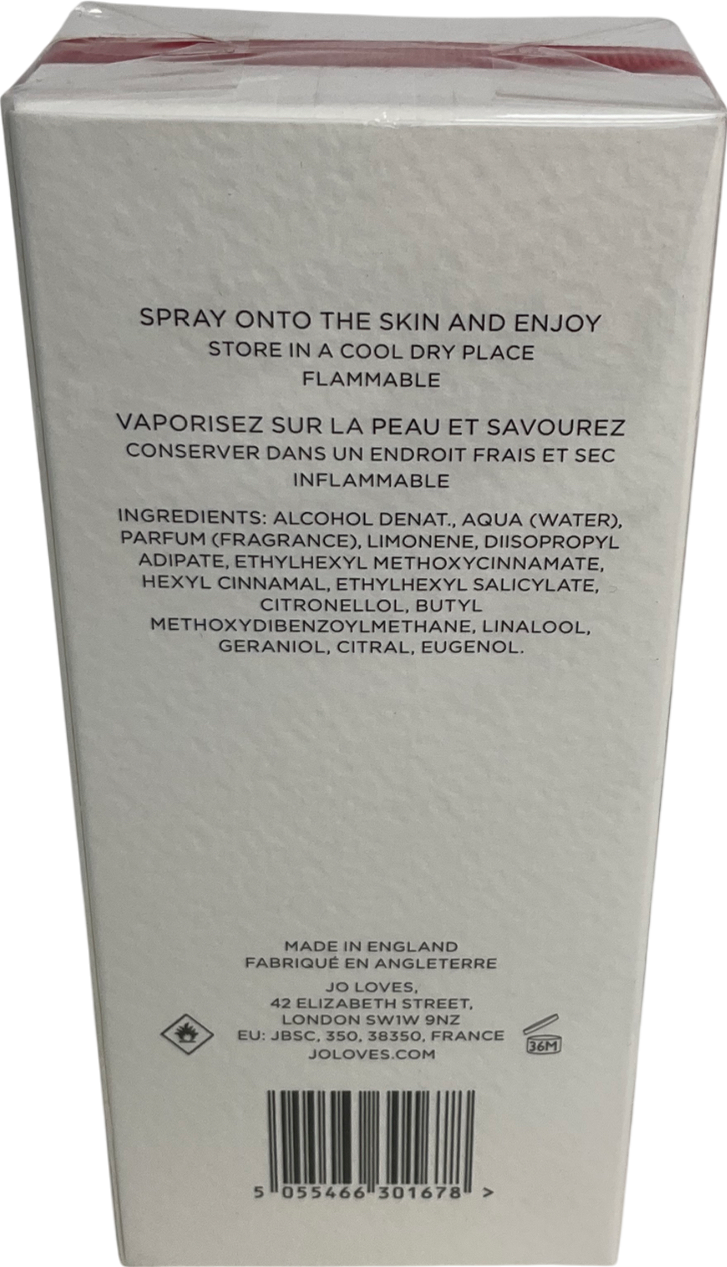 SPRAY ONTO THE SKIN AND ENJOY
STORE IN A COOL DRY PLACE
FLAMMABLE
VAPORISEZ SUR LA PEAU ET SAVOUREZ
CONSERVER DANS UN ENDROIT FRAIS ET SEC
INFLAMMABLE
INGREDIENTS: ALCOHOL DENAT., AQUA (WATER),
PARFUM (FRAGRANCE), LIMONENE, DIISOPROPYL
ADIPATE, ETHYLHEXYL METHOXYCINNAMATE,
HEXYL CINNAMAL, ETHYLHEXYL SALICYLATE,
CITRONELLOL, BUTYL
METHOXYDIBENZOYLMETHANE, LINALOOL,
GERANIOL, CITRAL, EUGENOL.
MADE IN ENGLAND
FABRIQUÉ EN ANGLETERRE
JO LOVES,
42 ELIZABETH STREET,
LONDON SW1W 9NZ
EU: JBSC, 350, 38350, FRANCE
JOLOVES.COM
36M
5 055466 301678 >